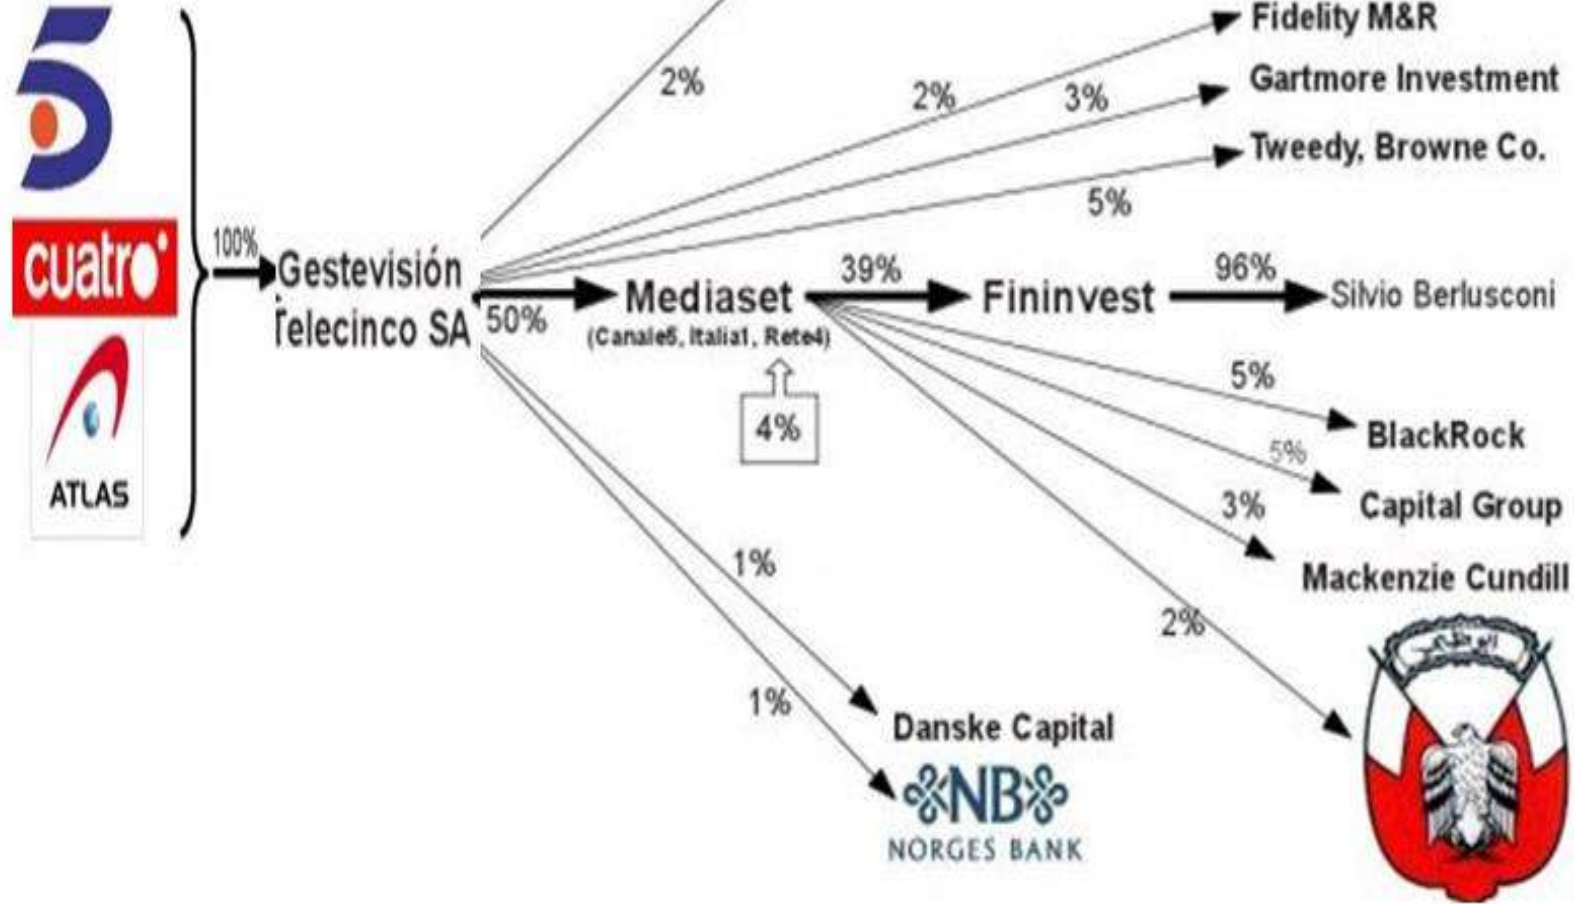 5
Fidelity M&R
2%
2%
3%
Gartmore Investment
Tweedy, Browne Co.
5%
cuatro
100%
Gestevisión
Telecinco SA
50%
Mediaset
(Canale5, Italia1, Rete4)
39%
Fininvest
96%
Silvio Berlusconi
4%
5%
BlackRock
5%
Capital Group
3%
Mackenzie Cundill
2%
ATLAS
1%
1%
Danske Capital
NB
NORGES BANK
أبوظبي